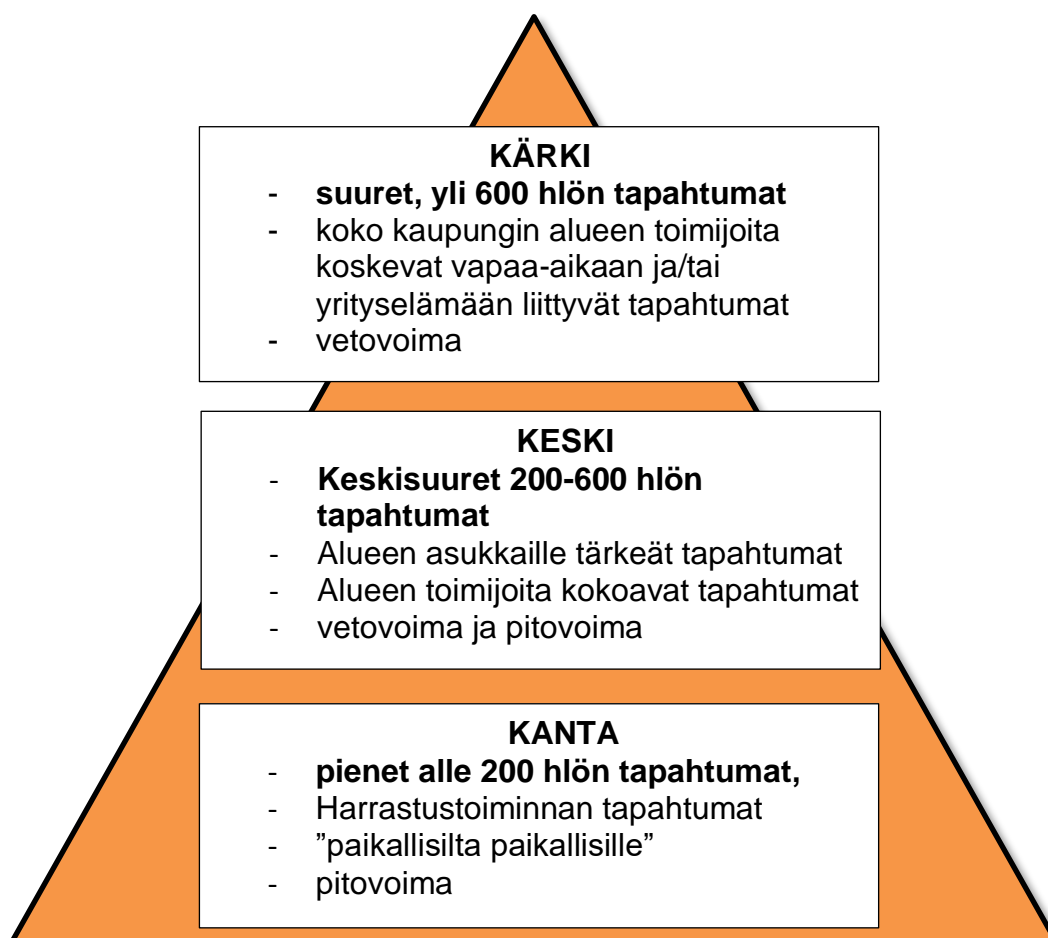 KÄRKI
- suuret, yli 600 hlön tapahtumat
- koko kaupungin alueen toimijoita
koskevat vapaa-aikaan ja/tai
yrityselämään liittyvät tapahtumat
- vetovoima
KESKI
- Keskisuuret 200-600 hlön
tapahtumat
- Alueen asukkaille tärkeät tapahtumat
- Alueen toimijoita kokoavat tapahtumat
- vetovoima ja pitovoima
KANTA
- pienet alle 200 hlön tapahtumat,
- Harrastustoiminnan tapahtumat
- ”paikallisilta paikallisille”
- pitovoima